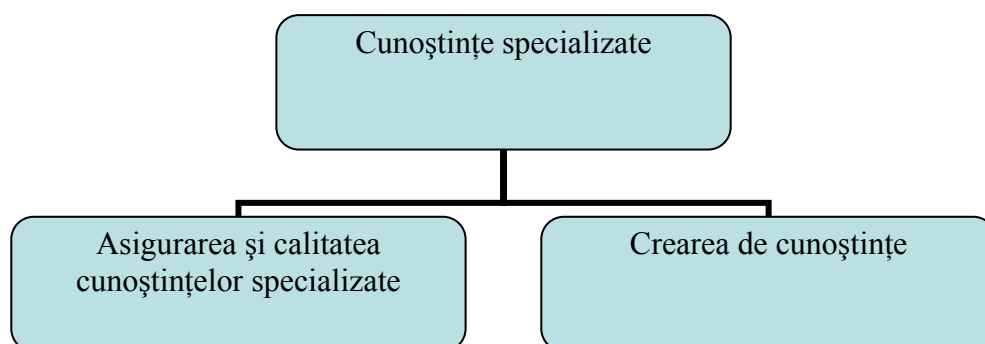 Cunoştinţe specializate
Asigurarea şi calitatea
cunoştinţelor specializate
Crearea de cunoştinţe